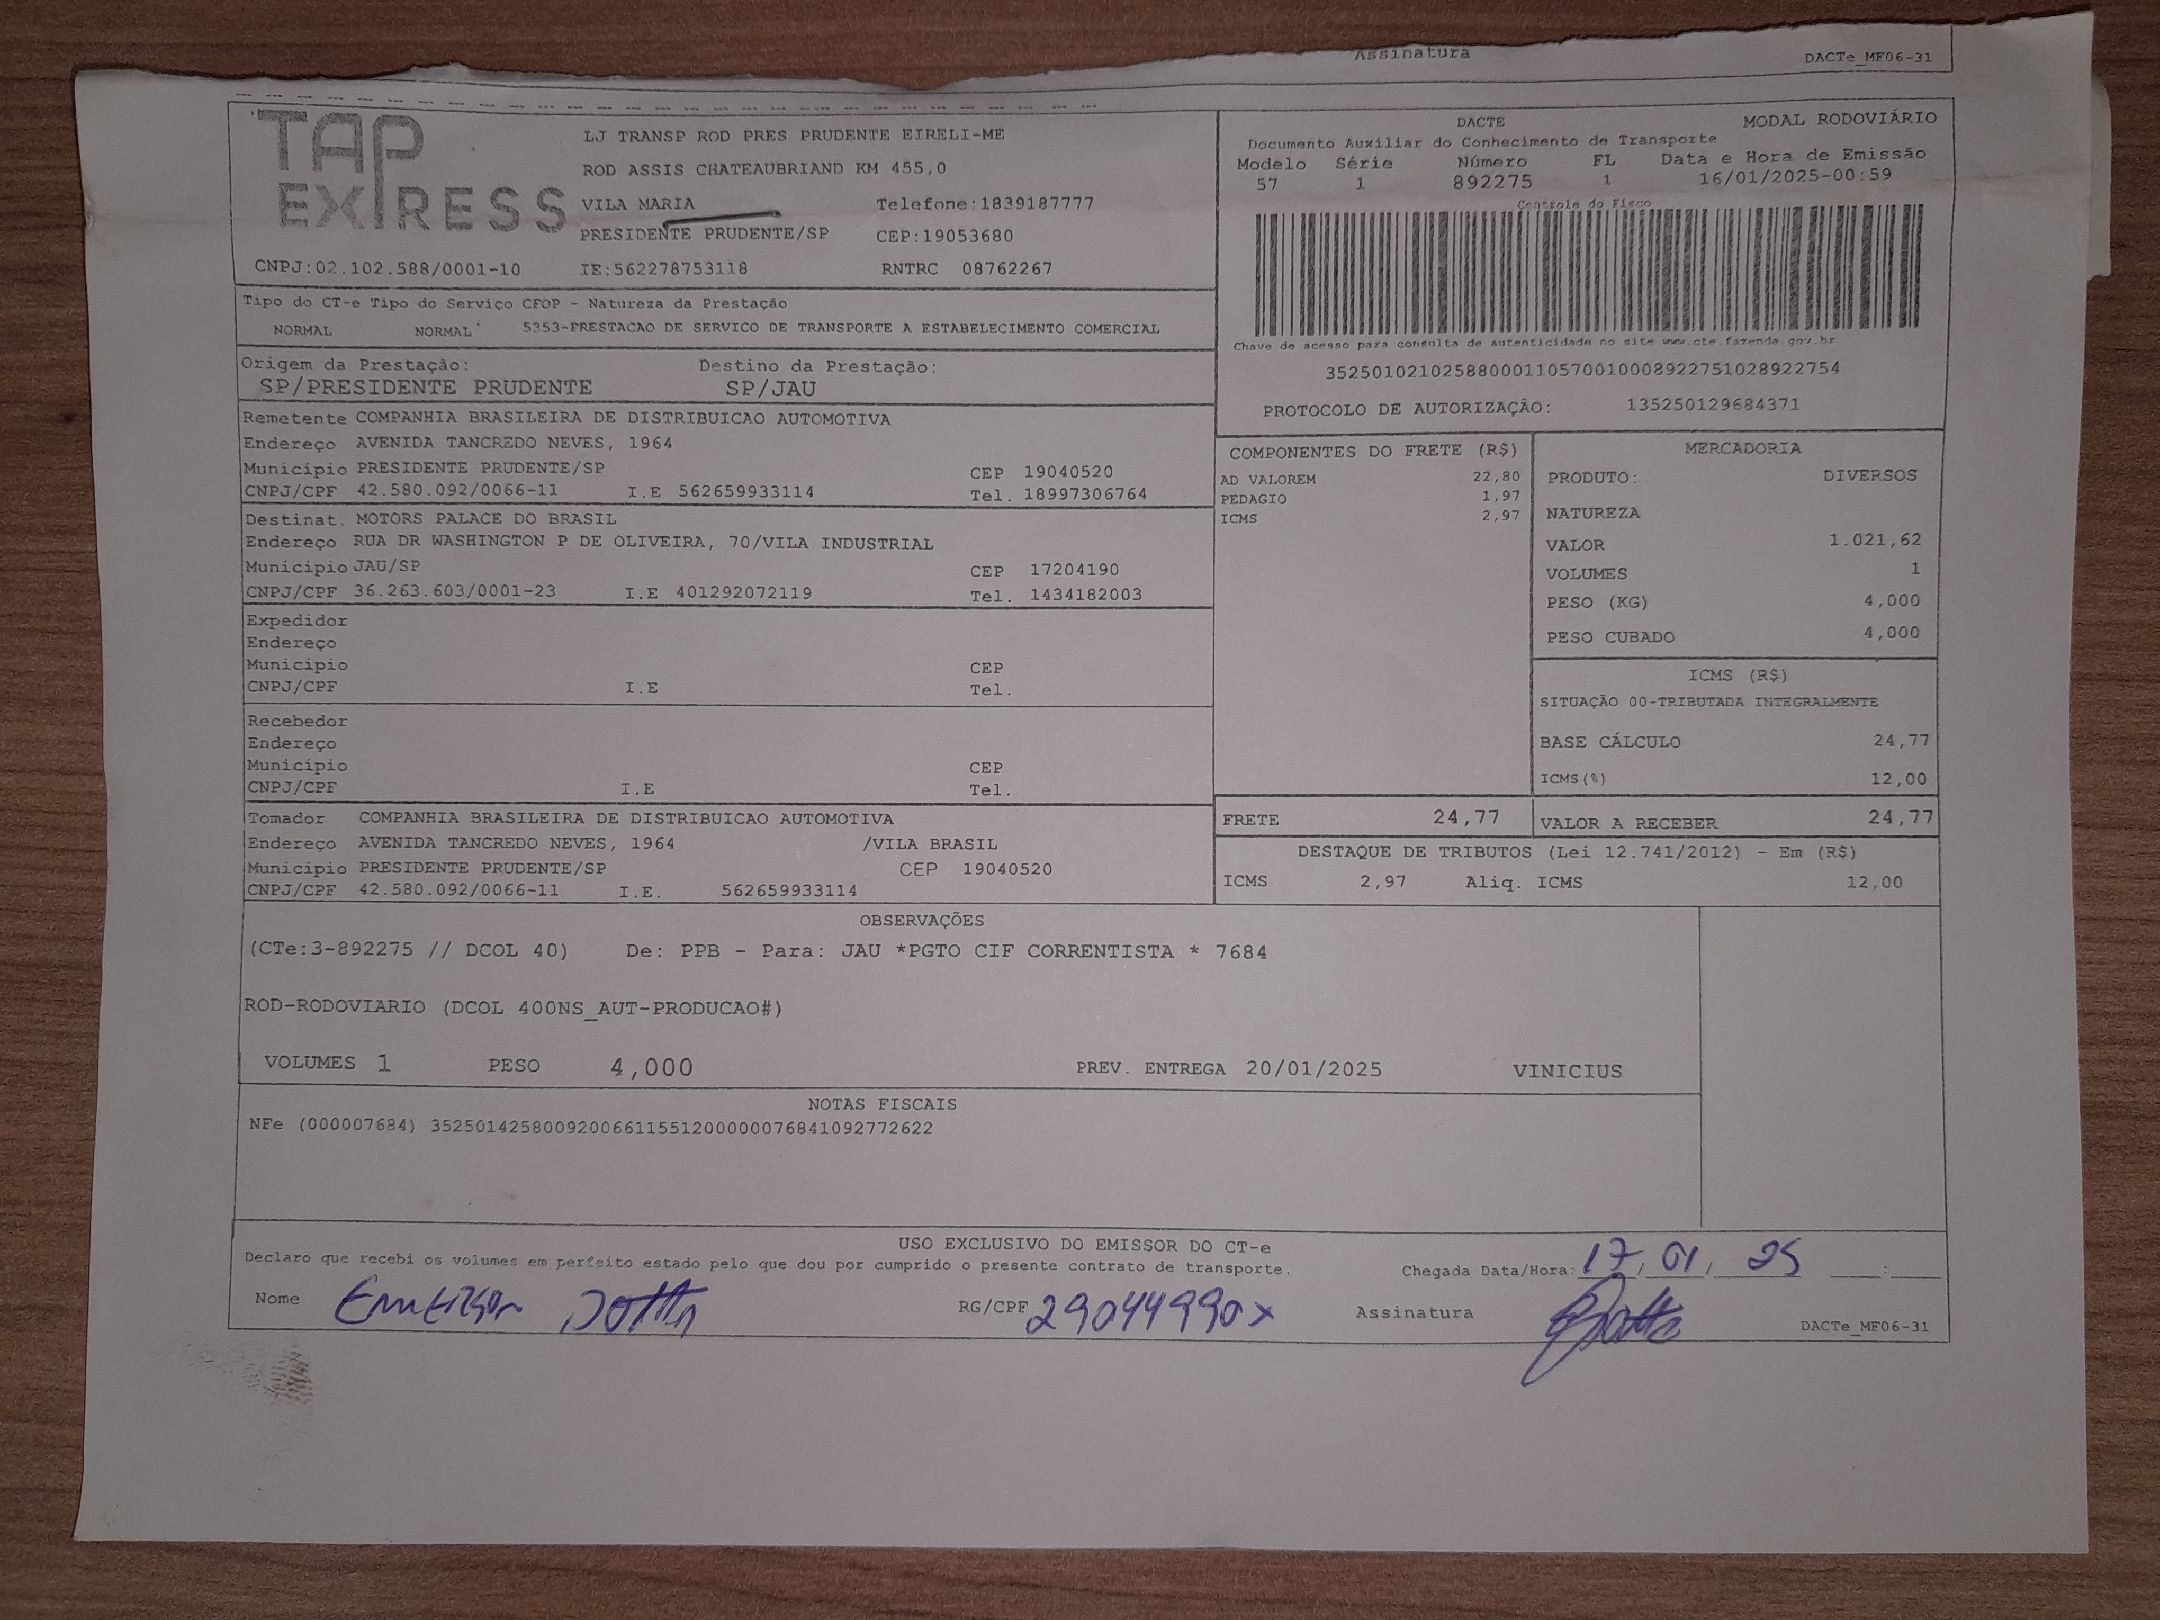 Assinatura
DACTe_MF06-31
TAP EXPRESS
LJ TRANSP ROD PRES PRUDENTE EIRELI-ME
ROD ASSIS CHATEAUBRIAND KM 455,0
VILA MARIA Telefone:1839187777
PRESIDENTE PRUDENTE/SP CEP:19053680
CNPJ:02.102.588/0001-10 IE:562278753118 RNTRC 08762267
DACTE MODAL RODOVIÁRIO
Documento Auxiliar do Conhecimento de Transporte
Modelo Série Número FL Data e Hora de Emissão
57 1 892275 1 16/01/2025-00:59
Controle do Fisco
Chave de acesso para consulta de autenticidade no site www.cte.fazenda.gov.br
35250102102588000110570010008922751028922754
PROTOCOLO DE AUTORIZAÇÃO: 135250129684371
Tipo do CT-e Tipo do Serviço CFOP - Natureza da Prestação
NORMAL NORMAL 5353-PRESTACAO DE SERVICO DE TRANSPORTE A ESTABELECIMENTO COMERCIAL
Origem da Prestação: Destino da Prestação:
SP/PRESIDENTE PRUDENTE SP/JAU
Remetente COMPANHIA BRASILEIRA DE DISTRIBUICAO AUTOMOTIVA
Endereço AVENIDA TANCREDO NEVES, 1964
Município PRESIDENTE PRUDENTE/SP CEP 19040520
CNPJ/CPF 42.580.092/0066-11 I.E 562659933114 Tel. 18997306764
Destinat. MOTORS PALACE DO BRASIL
Endereço RUA DR WASHINGTON P DE OLIVEIRA, 70/VILA INDUSTRIAL
Município JAU/SP CEP 17204190
CNPJ/CPF 36.263.603/0001-23 I.E 401292072119 Tel. 1434182003
Expedidor
Endereço
Município CEP
CNPJ/CPF I.E Tel.
Recebedor
Endereço
Município CEP
CNPJ/CPF I.E Tel.
Tomador COMPANHIA BRASILEIRA DE DISTRIBUICAO AUTOMOTIVA
Endereço AVENIDA TANCREDO NEVES, 1964 /VILA BRASIL
Município PRESIDENTE PRUDENTE/SP CEP 19040520
CNPJ/CPF 42.580.092/0066-11 I.E. 562659933114
COMPONENTES DO FRETE (R$)
AD VALOREM 22,80
PEDAGIO 1,97
ICMS 2,97
MERCADORIA
PRODUTO: DIVERSOS
NATUREZA
VALOR 1.021,62
VOLUMES 1
PESO (KG) 4,000
PESO CUBADO 4,000
ICMS (R$)
SITUAÇÃO 00-TRIBUTADA INTEGRALMENTE
BASE CÁLCULO 24,77
ICMS(%) 12,00
FRETE 24,77 VALOR A RECEBER 24,77
DESTAQUE DE TRIBUTOS (Lei 12.741/2012) - Em (R$)
ICMS 2,97 Aliq. ICMS 12,00
OBSERVAÇÕES
(CTe:3-892275 // DCOL 40) De: PPB - Para: JAU *PGTO CIF CORRENTISTA * 7684
ROD-RODOVIARIO (DCOL 400NS_AUT-PRODUCAO#)
VOLUMES 1 PESO 4,000 PREV. ENTREGA 20/01/2025 VINICIUS
NOTAS FISCAIS
NFe (000007684) 35250142580092006611551200000076841092772622
USO EXCLUSIVO DO EMISSOR DO CT-e
Declaro que recebi os volumes em perfeito estado pelo que dou por cumprido o presente contrato de transporte. Chegada Data/Hora: 17, 01, 25 :
Nome Emerson RG/CPF 29044990x Assinatura
DACTe_MF06-31